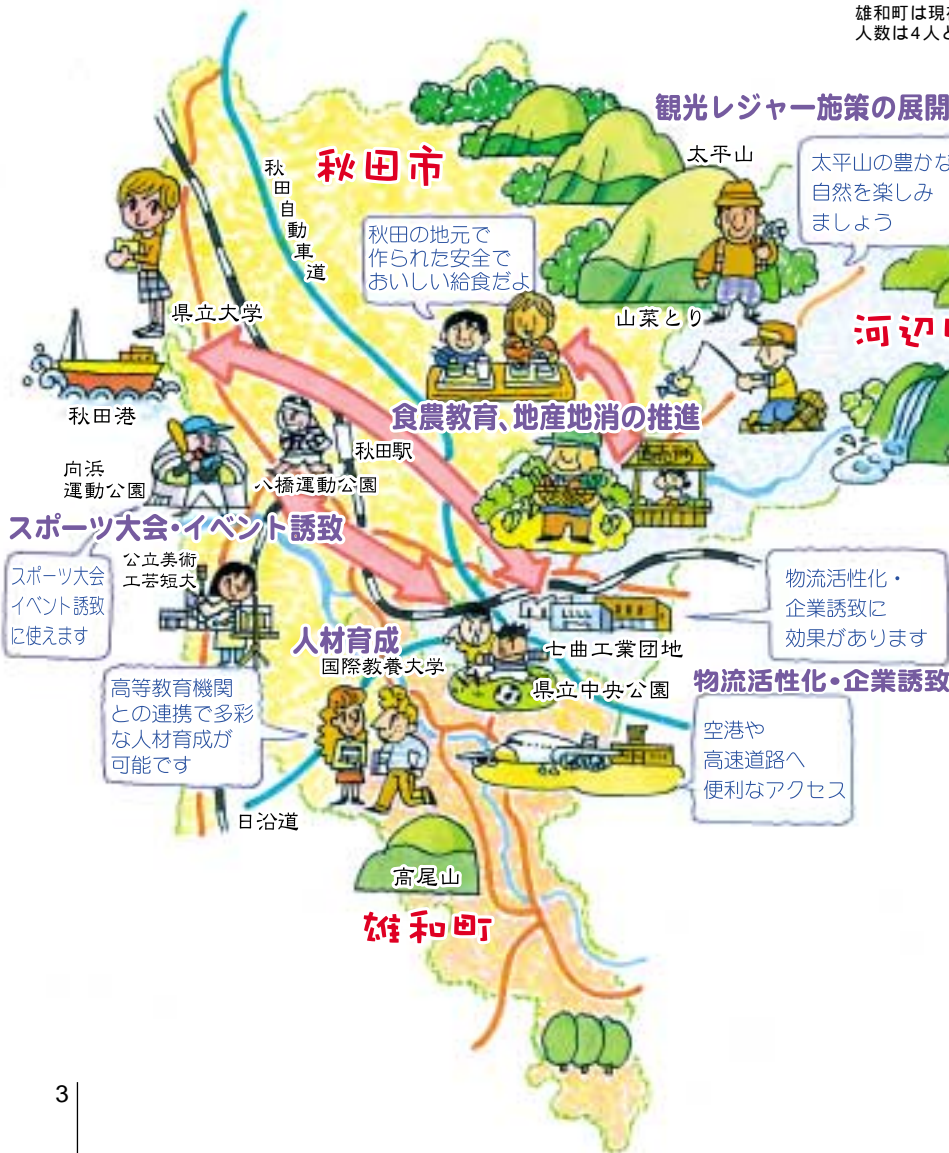 雄和町は現
人数は4人と
観光レジャー施策の展開
太平山
太平山の豊かな
自然を楽しみ
ましょう
秋田市
秋田自動車道
秋田の地元で
作られた安全で
おいしい給食だよ
県立大学
山菜とり
河辺
秋田港
食農教育、地産地消の推進
秋田駅
向浜
運動公園
八橋運動公園
スポーツ大会・イベント誘致
スポーツ大会
イベント誘致
に使えます
公立美術
工芸短大
物流活性化・
企業誘致に
効果があります
人材育成
国際教養大学
七曲工業団地
県立中央公園
物流活性化・企業誘致
高等教育機関
との連携で多彩
な人材育成が
可能です
空港や
高速道路へ
便利なアクセス
日沿道
高尾山
雄和町
3